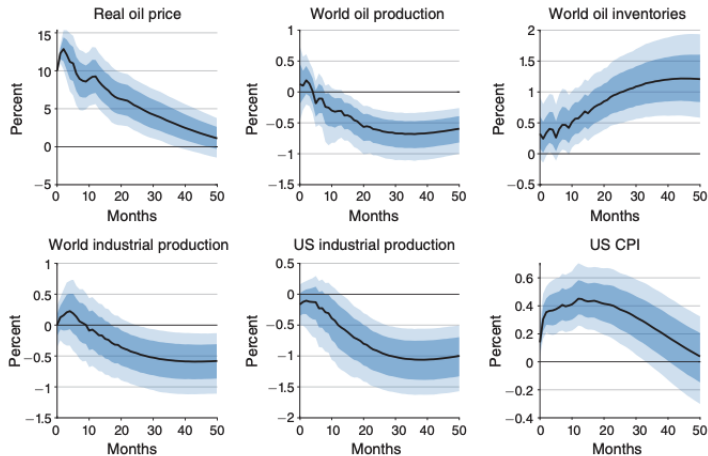 Real oil price
World oil production
World oil inventories
Percent
15
10
5
0
−5
0 10 20 30 40 50
Months
Percent
1
0.5
0
−0.5
−1
−1.5
0 10 20 30 40 50
Months
Percent
2
1.5
1
0.5
0
−0.5
0 10 20 30 40 50
Months
World industrial production
US industrial production
US CPI
Percent
1
0.5
0
−0.5
−1
−1.5
0 10 20 30 40 50
Months
Percent
0.5
0
−0.5
−1
−1.5
−2
0 10 20 30 40 50
Months
Percent
0.6
0.4
0.2
0
−0.2
−0.4
0 10 20 30 40 50
Months